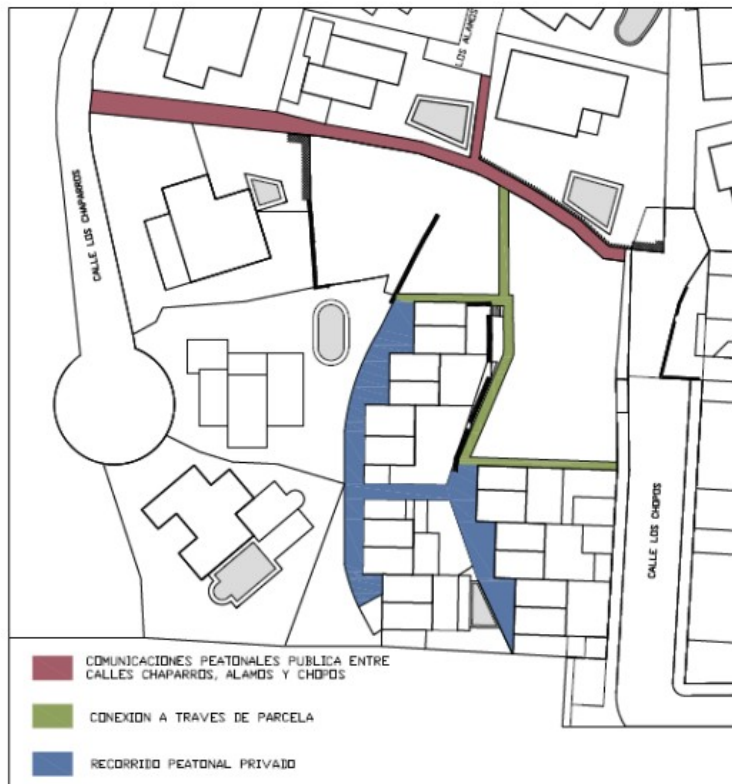 LOS ALAMOS
CALLE LOS CHAPARROS
CALLE LOS CHOPOS
COMUNICACIONES PEATONALES PUBLICA ENTRE
CALLES CHAPARROS, ALAMOS Y CHOPOS
CONEXION A TRAVES DE PARCELA
RECORRIDO PEATONAL PRIVADO